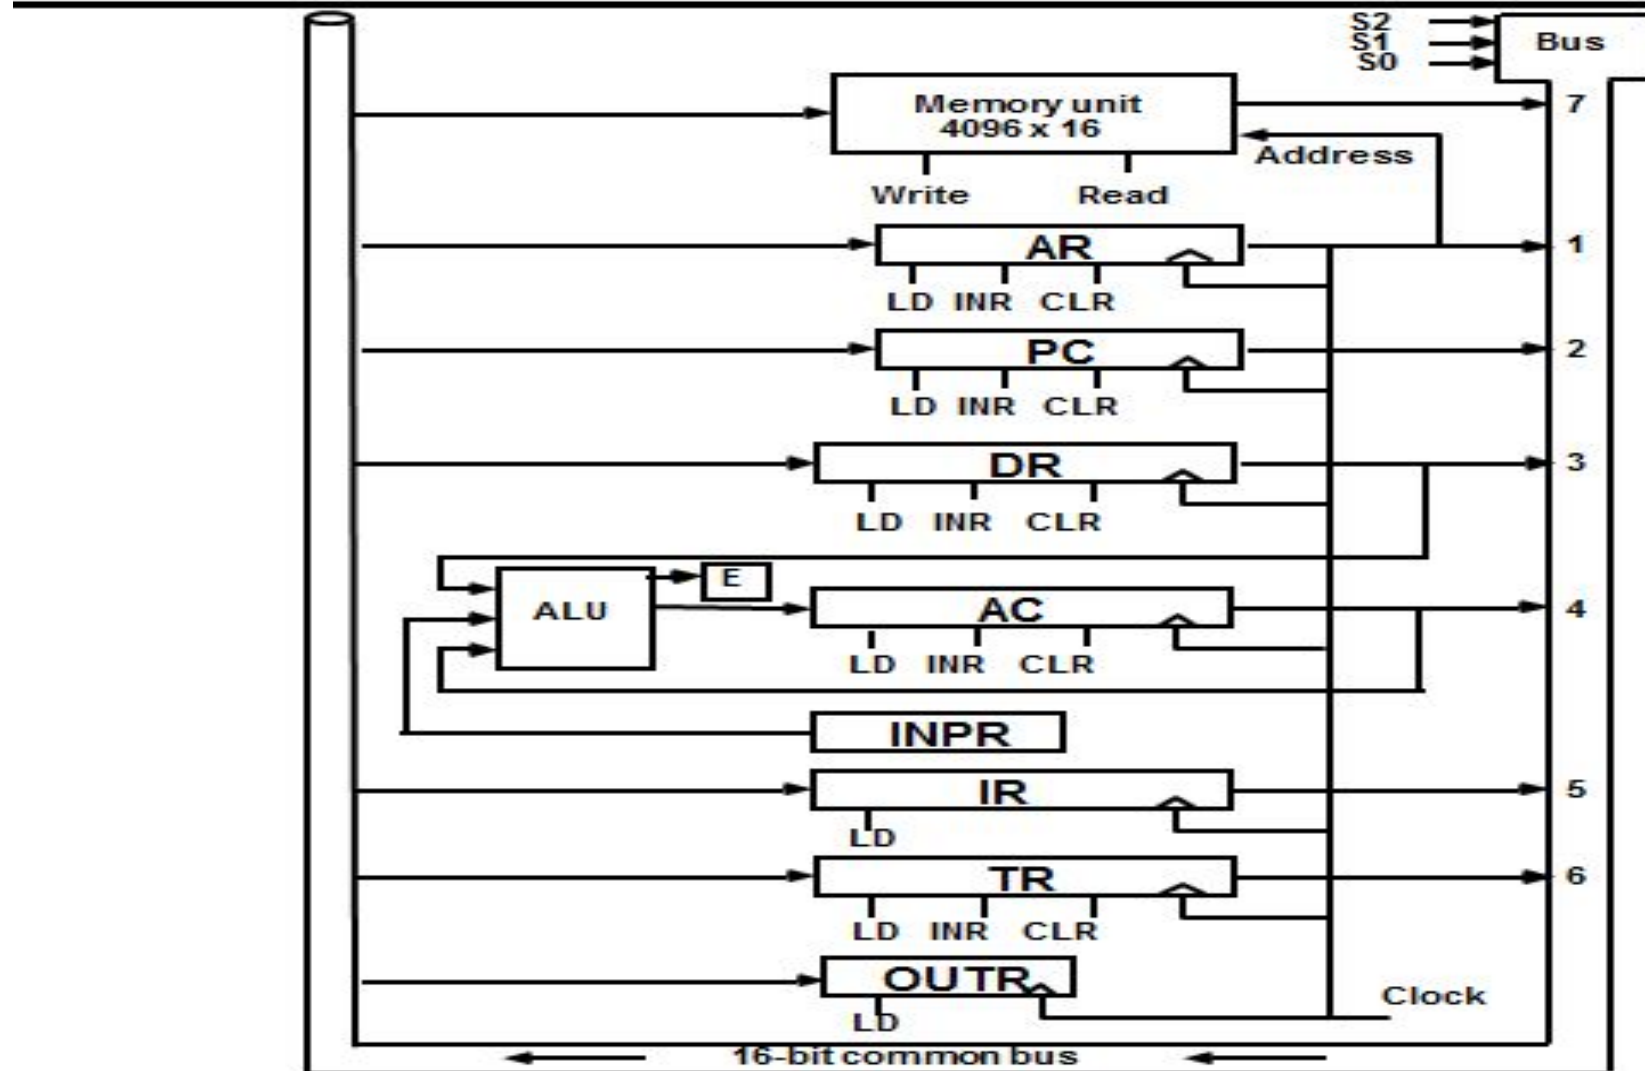 S2
S1
S0
Bus
Memory unit
4096 x 16
7
Address
Write Read
AR
1
LD INR CLR
PC
2
LD INR CLR
DR
3
LD INR CLR
E
ALU
AC
4
LD INR CLR
INPR
IR
5
LD
TR
6
LD INR CLR
OUTR
Clock
LD
16-bit common bus